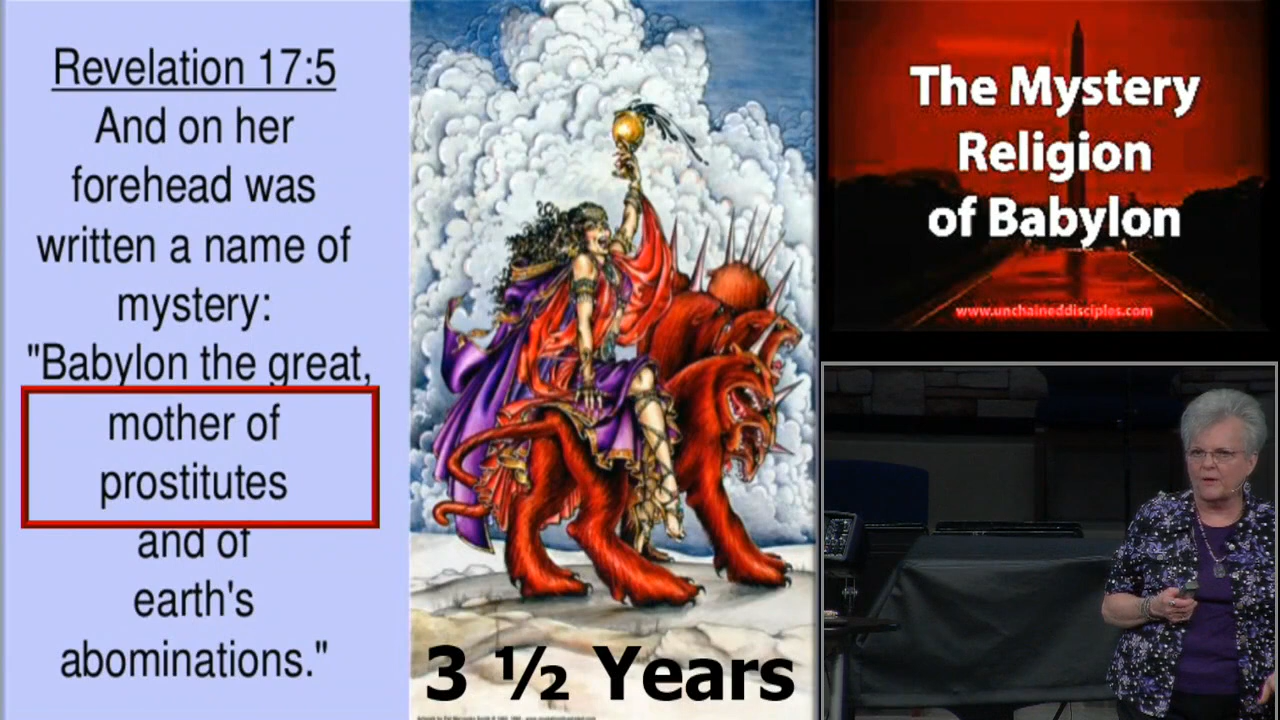 Revelation 17:5
And on her
forehead was
written a name of
mystery:
"Babylon the great,
mother of
prostitutes
and of
earth's
abominations."
3 ½ Years
The Mystery
Religion
of Babylon
www.unchaineddisciples.com